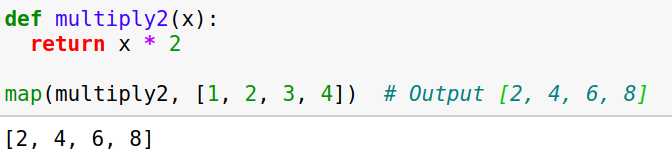 def multiply2(x):
  return x * 2
map(multiply2, [1, 2, 3, 4])  # Output [2, 4, 6, 8]
[2, 4, 6, 8]